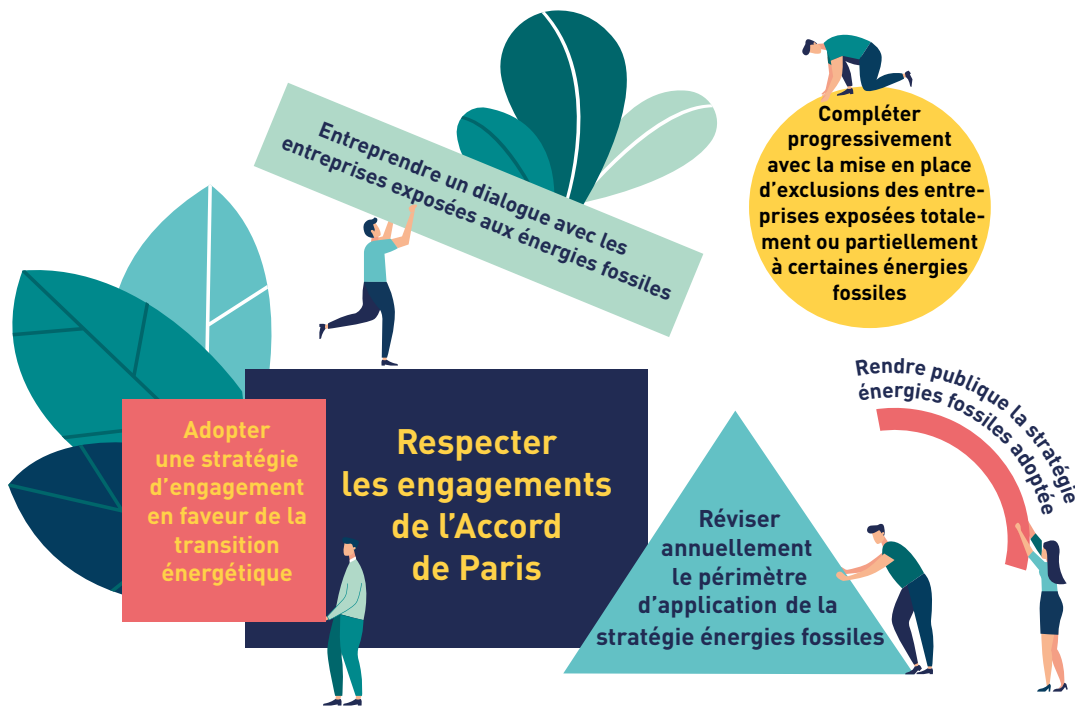 Entreprendre un dialogue avec les
entreprises exposées aux énergies fossiles
Compléter
progressivement
avec la mise en place
d’exclusions des entre-
prises exposées totale-
ment ou partiellement
à certaines énergies
fossiles
Adopter
une stratégie
d’engagement
en faveur de la
transition
énergétique
Respecter
les engagements
de l’Accord
de Paris
Réviser
annuellement
le périmètre
d’application de la
stratégie énergies fossiles
Rendre publique la stratégie
énergies fossiles adoptée